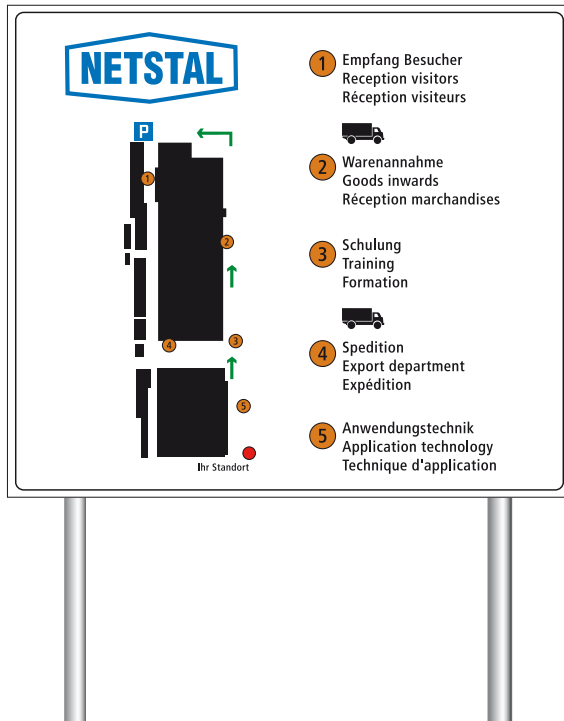 NETSTAL
P
1
2
3
4
5
Ihr Standort
1 Empfang Besucher
Reception visitors
Réception visiteurs
2 Warenannahme
Goods inwards
Réception marchandises
3 Schulung
Training
Formation
4 Spedition
Export department
Expédition
5 Anwendungstechnik
Application technology
Technique d'application